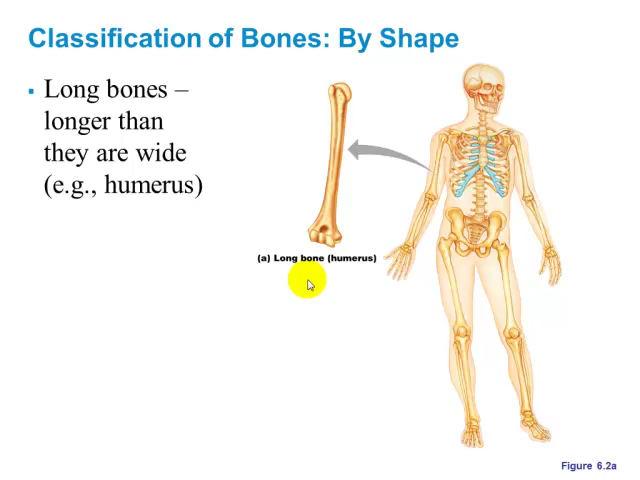 Classification of Bones: By Shape
▪ Long bones –
longer than
they are wide
(e.g., humerus)
(a) Long bone (humerus)
Figure 6.2a